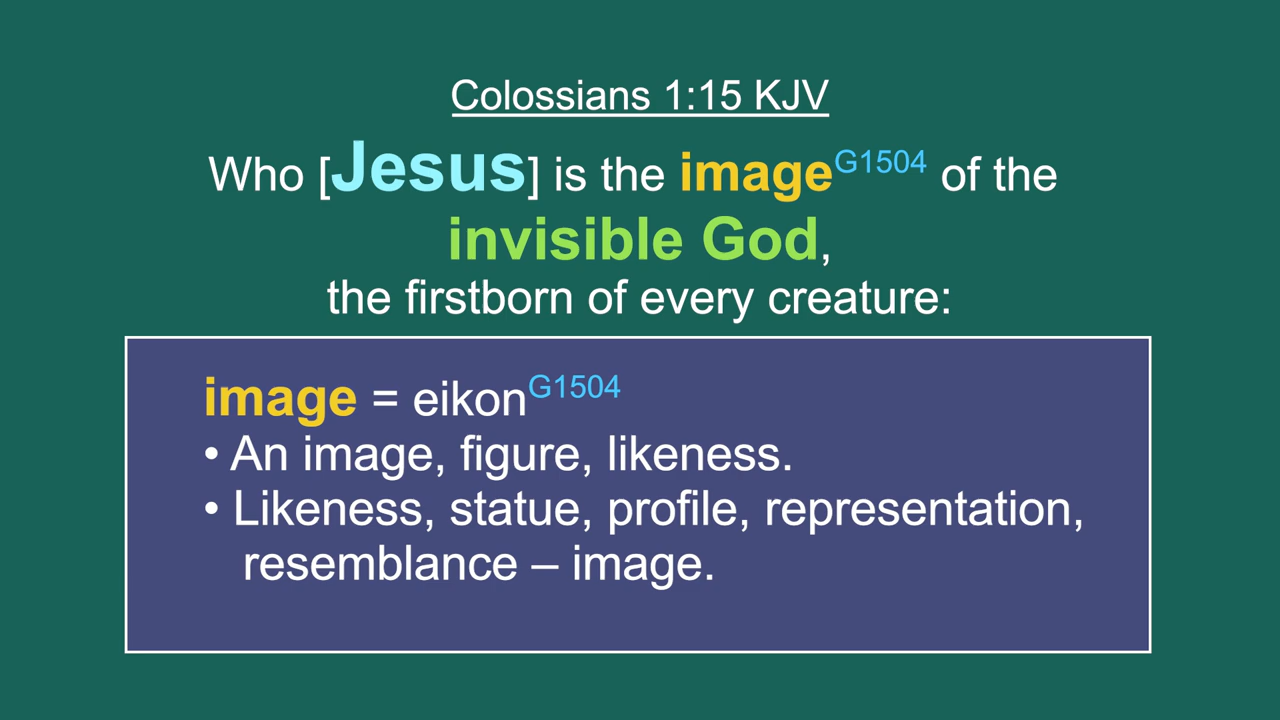 Colossians 1:15 KJV
Who [Jesus] is the imageG1504 of the
invisible God,
the firstborn of every creature:
image = eikonG1504
• An image, figure, likeness.
• Likeness, statue, profile, representation,
resemblance – image.